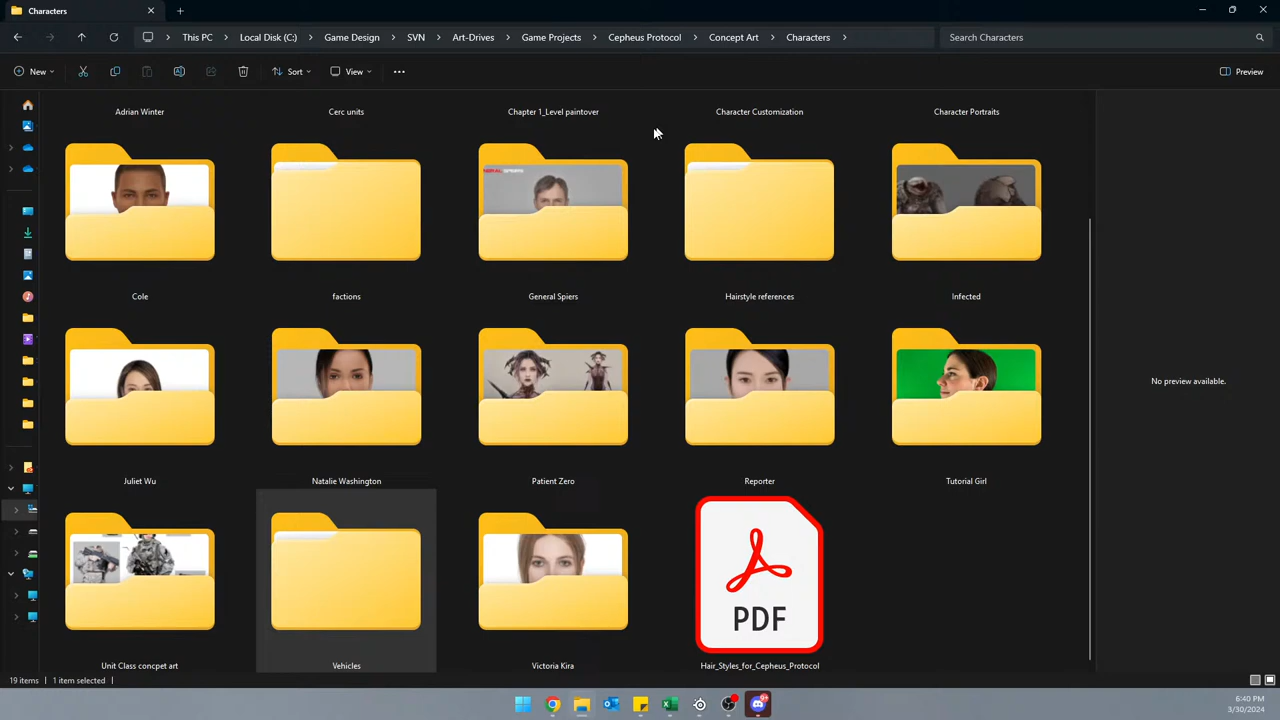 Characters
This PC > Local Disk (C:) > Game Design > SVN > Art-Drives > Game Projects > Cepheus Protocol > Concept Art > Characters >
Search Characters
New
Sort
View
Preview
Adrian Winter
Cerc units
Chapter 1_Level paintover
Character Customization
Character Portraits
NERAL SPIERS
Cole
factions
General Spiers
Hairstyle references
Infected
No preview available.
Juliet Wu
Natalie Washington
Patient Zero
Reporter
Tutorial Girl
PDF
Unit Class concpet art
Vehicles
Victoria Kira
Hair_Styles_for_Cepheus_Protocol
19 items
1 item selected
6:40 PM
3/30/2024